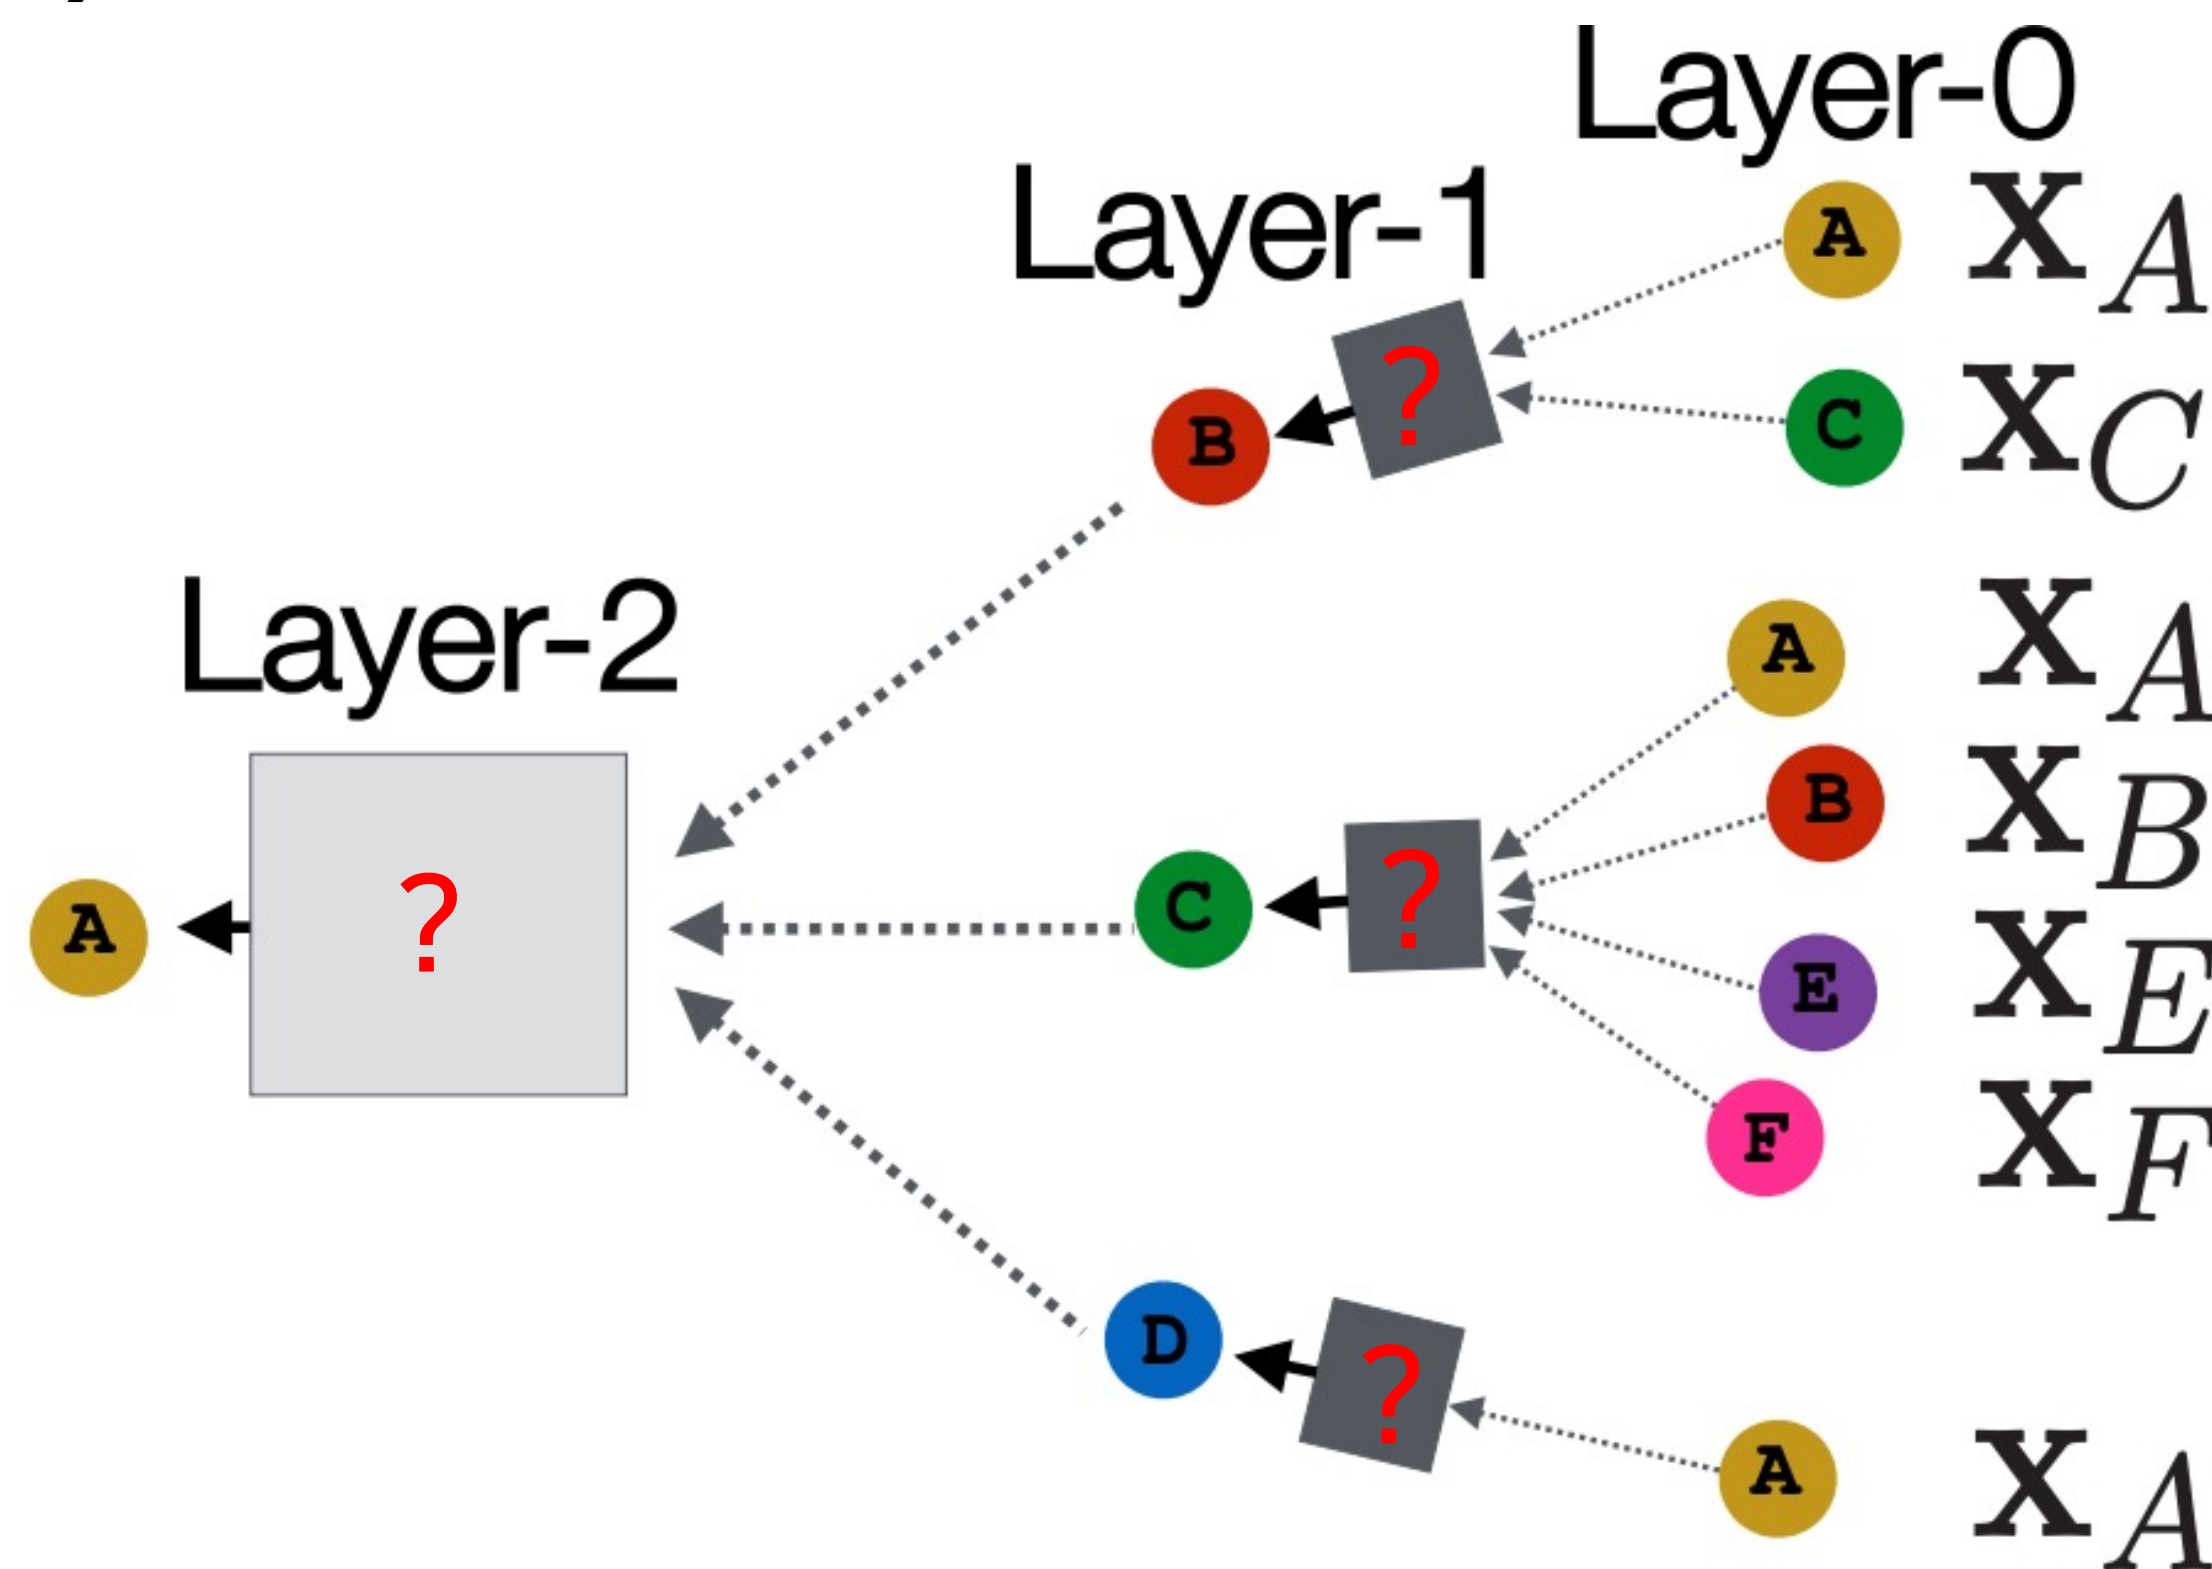 Layer-0
Layer-1
Layer-2
A x_A
C x_C
?
B
A x_A
B x_B
E x_E
F x_F
?
C
?
A
D
?
A x_A